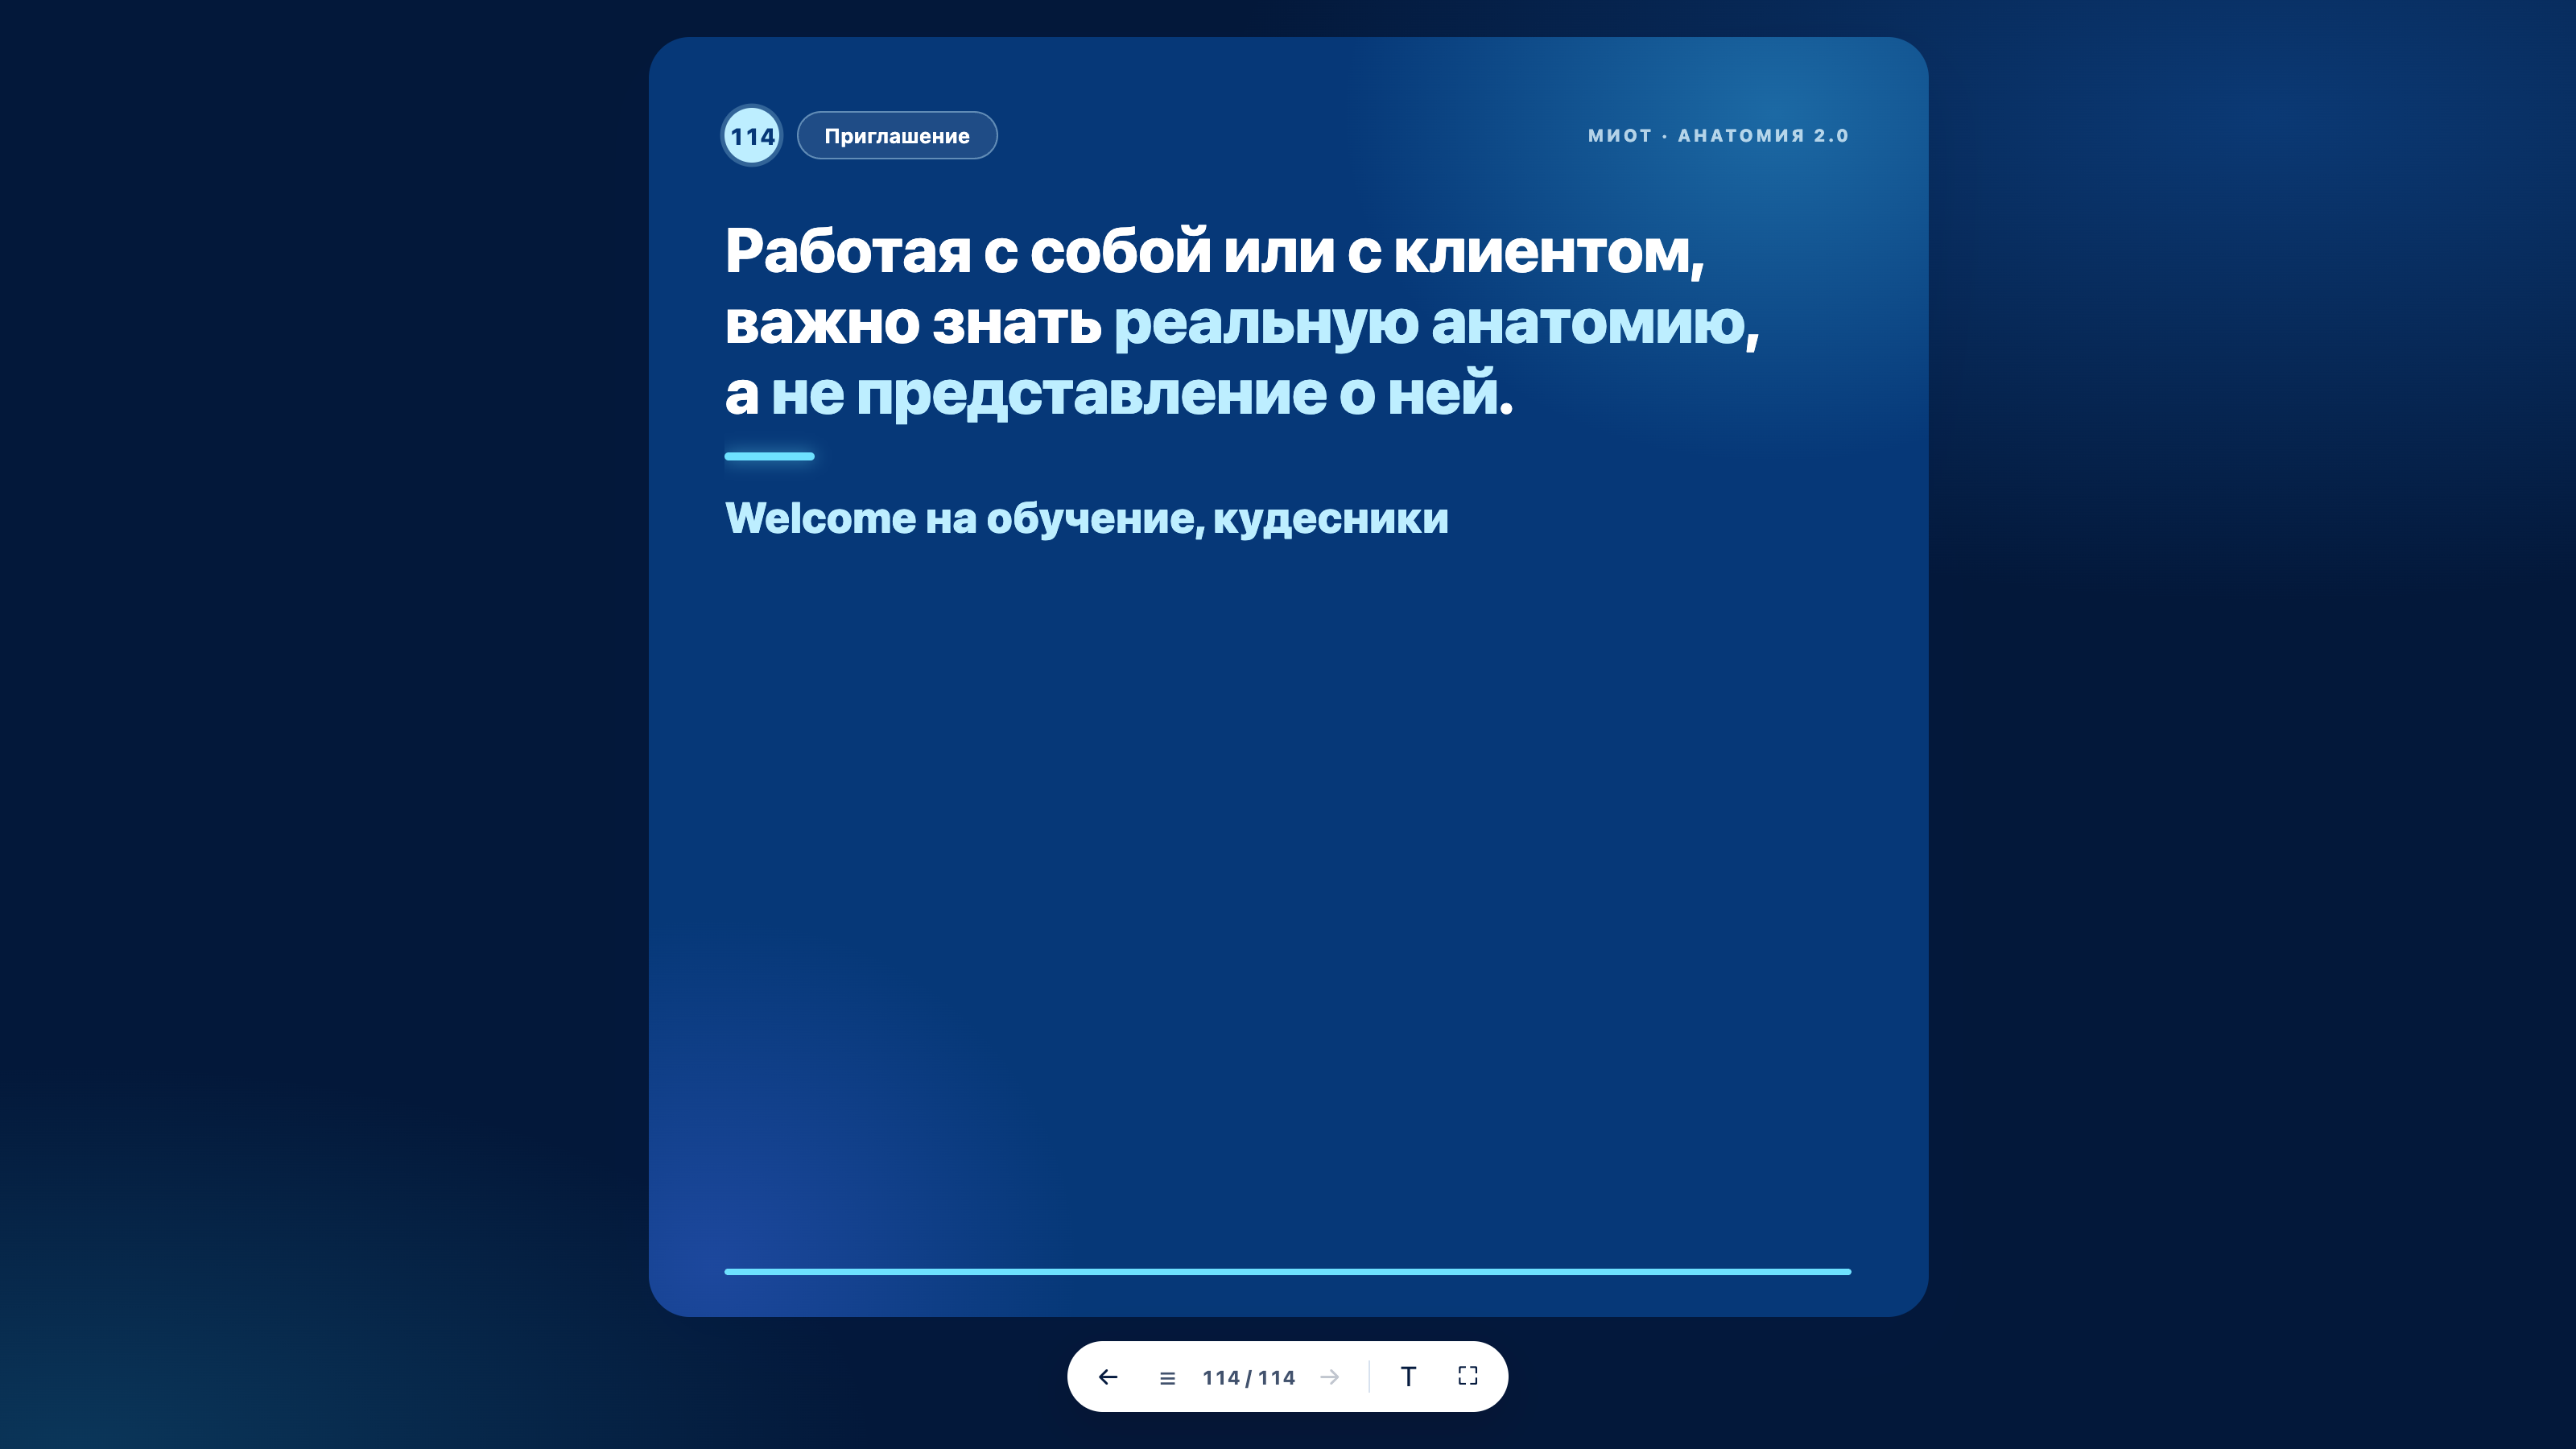 114
Приглашение
МИОТ · АНАТОМИЯ 2.0
Работая с собой или с клиентом,
важно знать реальную анатомию,
а не представление о ней.
Welcome на обучение, кудесники
114 / 114
T